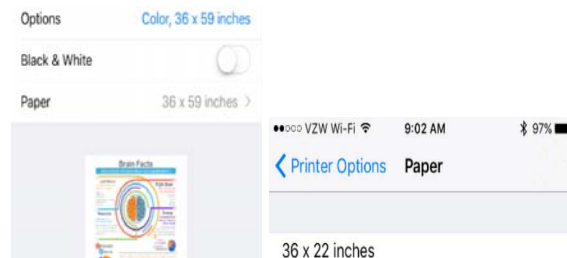 Options Color, 36 x 59 inches
Black & White
Paper 36 x 59 inches >
Brain Facts
VZW Wi-Fi 9:02 AM 97%
Printer Options Paper
36 x 22 inches